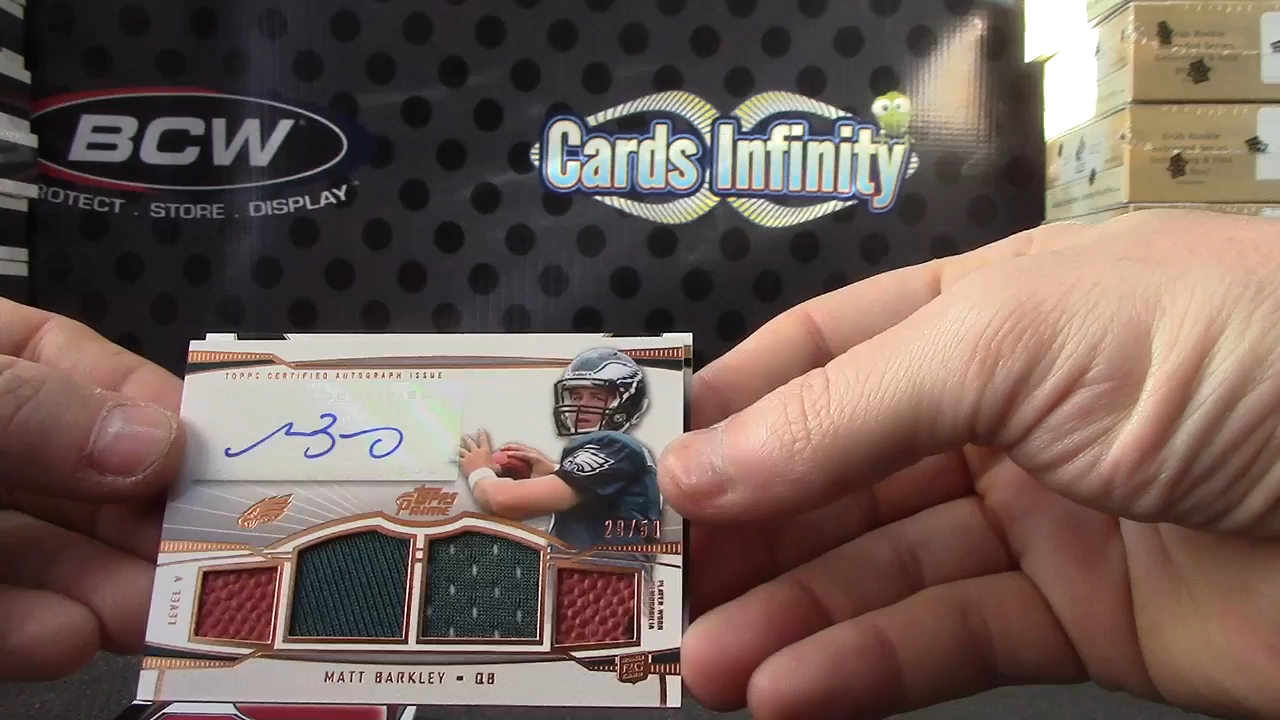 BCW
PROTECT . STORE . DISPLAY
Cards Infinity
TOPPS CERTIFIED AUTOGRAPH ISSUE
TOPPS
PRIME
29/50
LEVEL V
PLAYER-WORN
MEMORABILIA
MATT BARKLEY - QB
RC